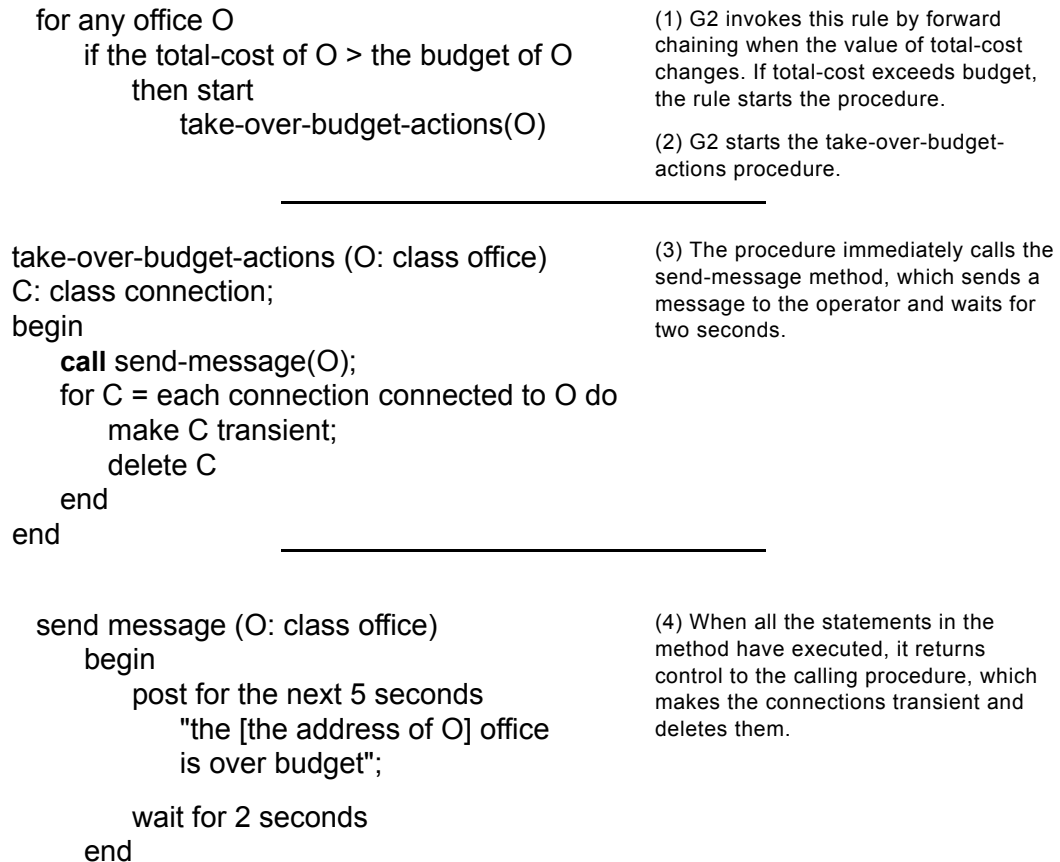 for any office O
if the total-cost of O > the budget of O
then start
take-over-budget-actions(O)
(1) G2 invokes this rule by forward
chaining when the value of total-cost
changes. If total-cost exceeds budget,
the rule starts the procedure.
(2) G2 starts the take-over-budget-
actions procedure.
take-over-budget-actions (O: class office)
C: class connection;
begin
call send-message(O);
for C = each connection connected to O do
make C transient;
delete C
end
end
(3) The procedure immediately calls the
send-message method, which sends a
message to the operator and waits for
two seconds.
send message (O: class office)
begin
post for the next 5 seconds
"the [the address of O] office
is over budget";
wait for 2 seconds
end
(4) When all the statements in the
method have executed, it returns
control to the calling procedure, which
makes the connections transient and
deletes them.